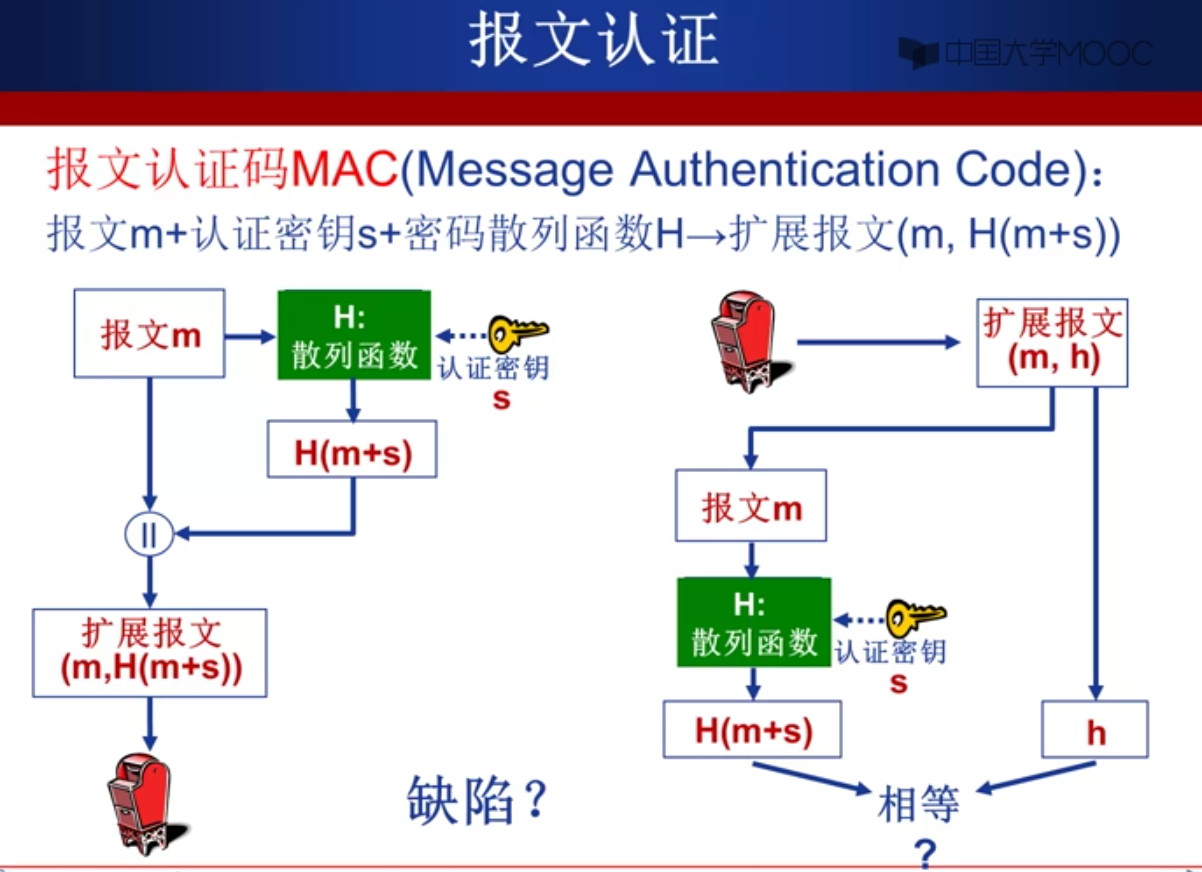 报文认证
中国大学MOOC
报文认证码MAC(Message Authentication Code)：
报文m+认证密钥s+密码散列函数H→扩展报文(m, H(m+s))
报文m
H:
散列函数
认证密钥
s
H(m+s)
||
扩展报文
(m,H(m+s))
缺陷？
扩展报文
(m, h)
报文m
H:
散列函数
认证密钥
s
H(m+s)
h
相等
?